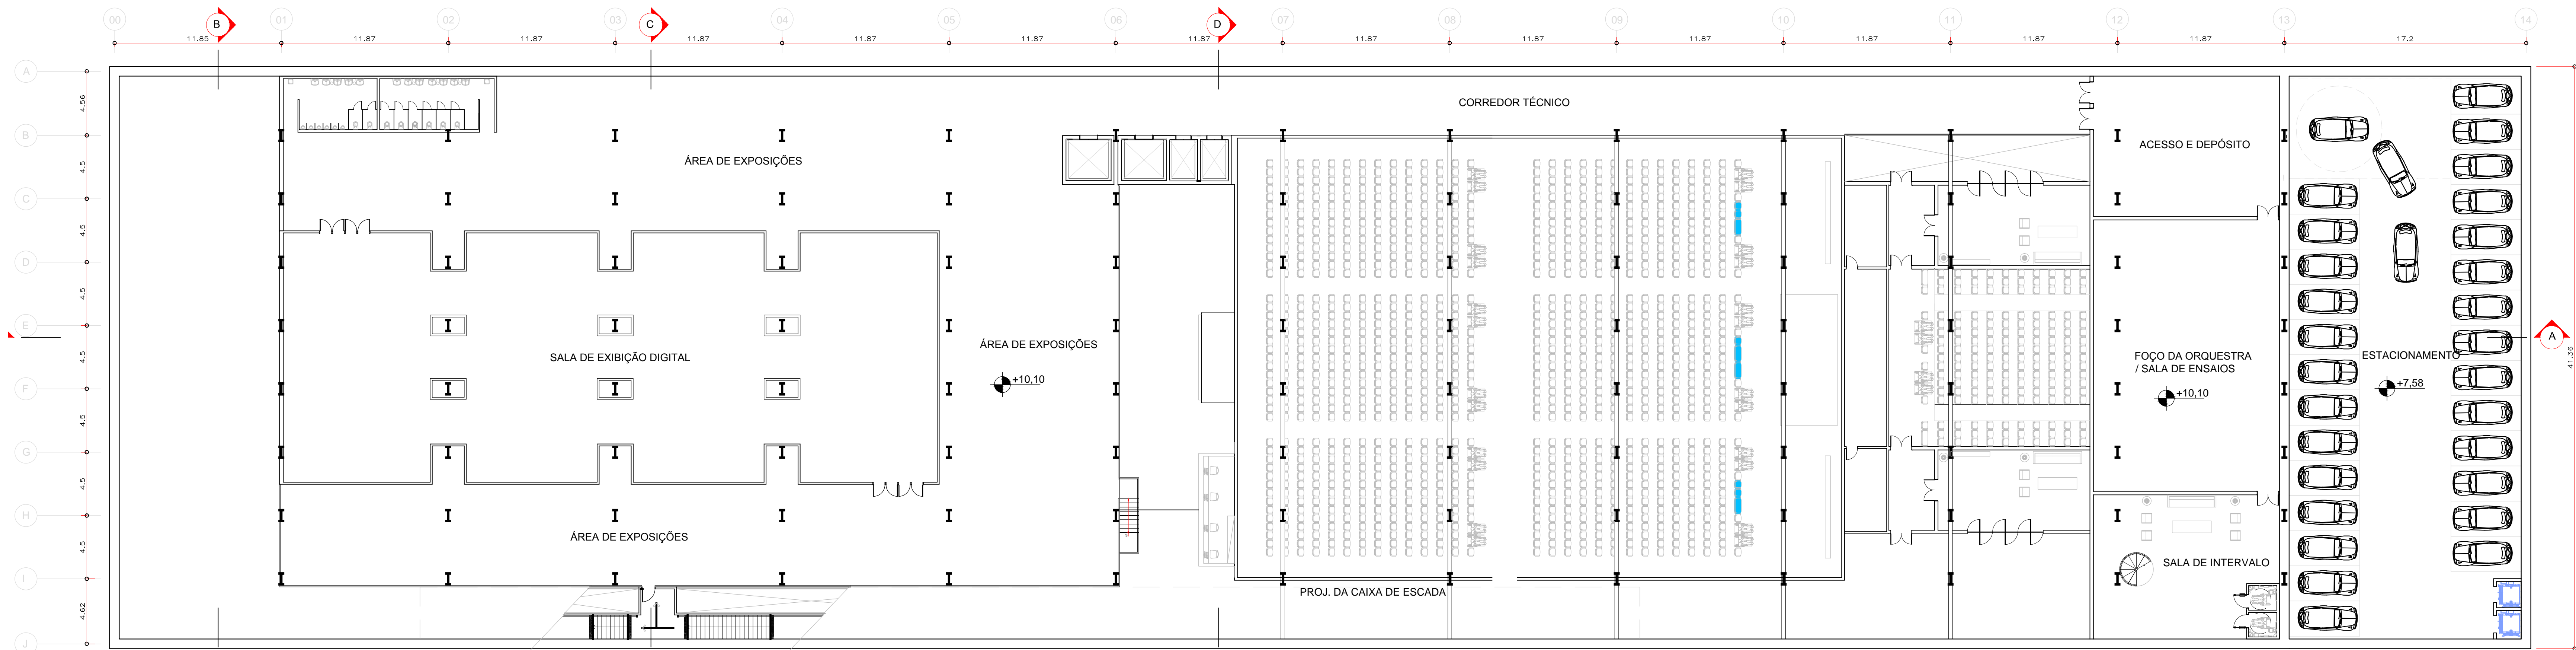 00 01 02 03 04 05 06 07 08 09 10 11 12 13 14
B C D
11.85 11.87 11.87 11.87 11.87 11.87 11.87 11.87 11.87 11.87 11.87 11.87 11.87 17.2
A
4.56
B
CORREDOR TÉCNICO
4.5
ÁREA DE EXPOSIÇÕES
ACESSO E DEPÓSITO
C
4.5
D
4.5
E
A
4.5
ÁREA DE EXPOSIÇÕES
SALA DE EXIBIÇÃO DIGITAL
FOÇO DA ORQUESTRA
/ SALA DE ENSAIOS
ESTACIONAMENTO
41.36
+10,10
+10,10
+7,58
F
4.5
G
4.5
H
ÁREA DE EXPOSIÇÕES
4.5
SALA DE INTERVALO
I
PROJ. DA CAIXA DE ESCADA
4.62
J